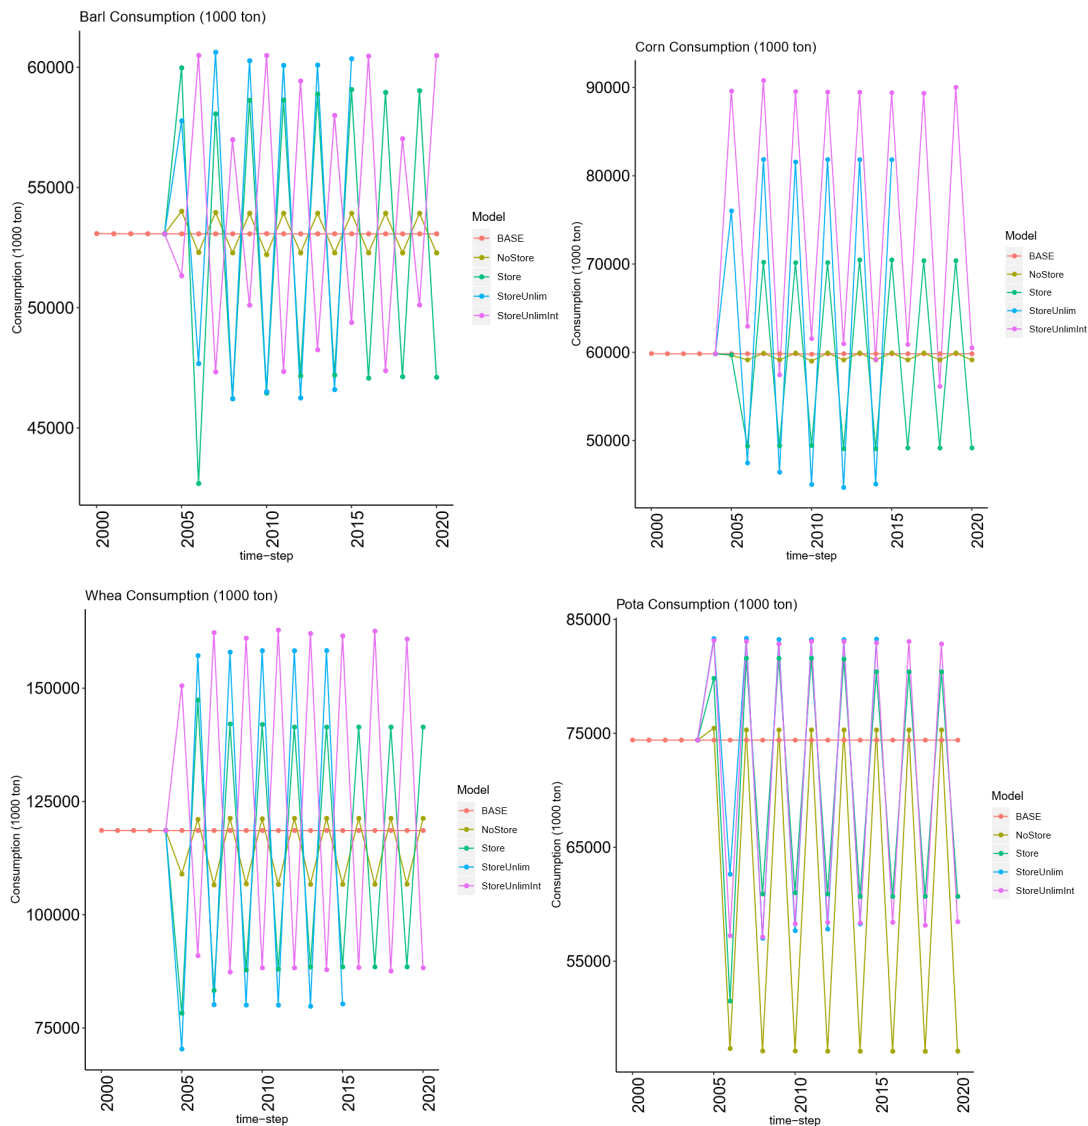 Barl Consumption (1000 ton)
Consumption (1000 ton)
60000
55000
50000
45000
2000
2005
2010
2015
2020
time−step
Model
BASE
NoStore
Store
StoreUnlim
StoreUnlimInt
Corn Consumption (1000 ton)
Consumption (1000 ton)
90000
80000
70000
60000
50000
2000
2005
2010
2015
2020
time−step
Model
BASE
NoStore
Store
StoreUnlim
StoreUnlimInt
Whea Consumption (1000 ton)
Consumption (1000 ton)
150000
125000
100000
75000
2000
2005
2010
2015
2020
time−step
Model
BASE
NoStore
Store
StoreUnlim
StoreUnlimInt
Pota Consumption (1000 ton)
Consumption (1000 ton)
85000
75000
65000
55000
2000
2005
2010
2015
2020
time−step
Model
BASE
NoStore
Store
StoreUnlim
StoreUnlimInt